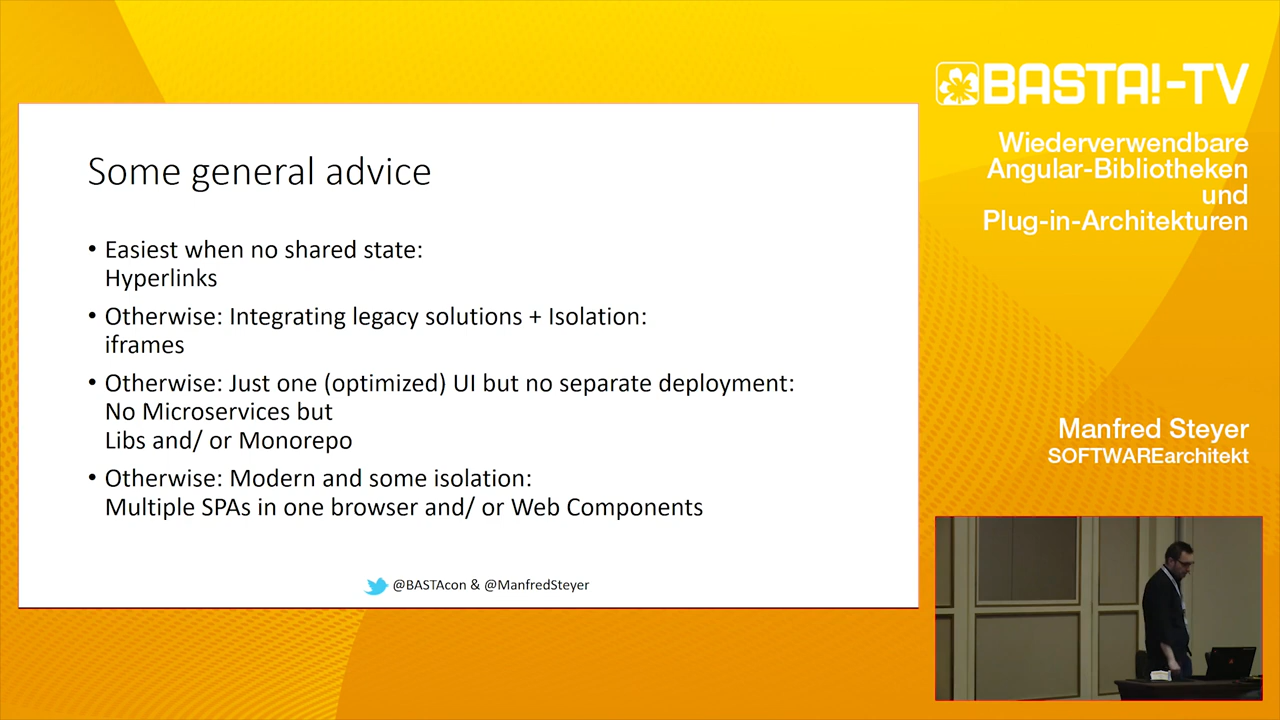 BASTA!-TV
Wiederverwendbare
Angular-Bibliotheken
und
Plug-in-Architekturen
Some general advice
• Easiest when no shared state:
Hyperlinks
• Otherwise: Integrating legacy solutions + Isolation:
iframes
• Otherwise: Just one (optimized) UI but no separate deployment:
No Microservices but
Libs and/ or Monorepo
• Otherwise: Modern and some isolation:
Multiple SPAs in one browser and/ or Web Components
@BASTAcon & @ManfredSteyer
Manfred Steyer
SOFTWAREarchitekt